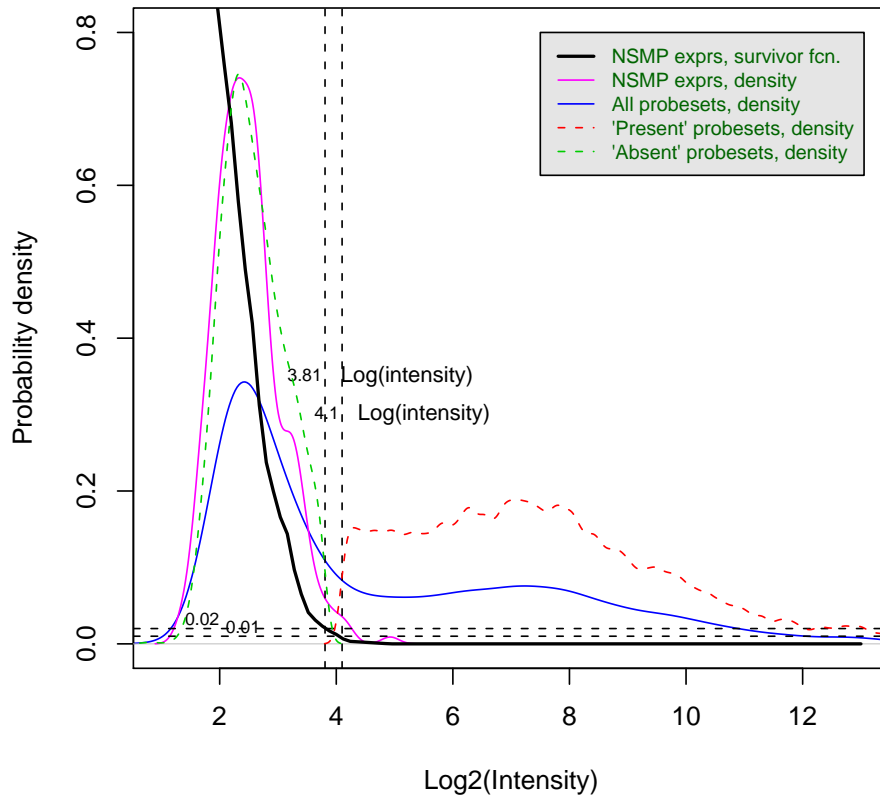 NSMP exprs, survivor fcn.
NSMP exprs, density
All probesets, density
'Present' probesets, density
'Absent' probesets, density
Probability density
0.8
0.6
0.4
0.2
0.0
3.81 Log(intensity)
4.1 Log(intensity)
0.02
0.01
2 4 6 8 10 12
Log2(Intensity)